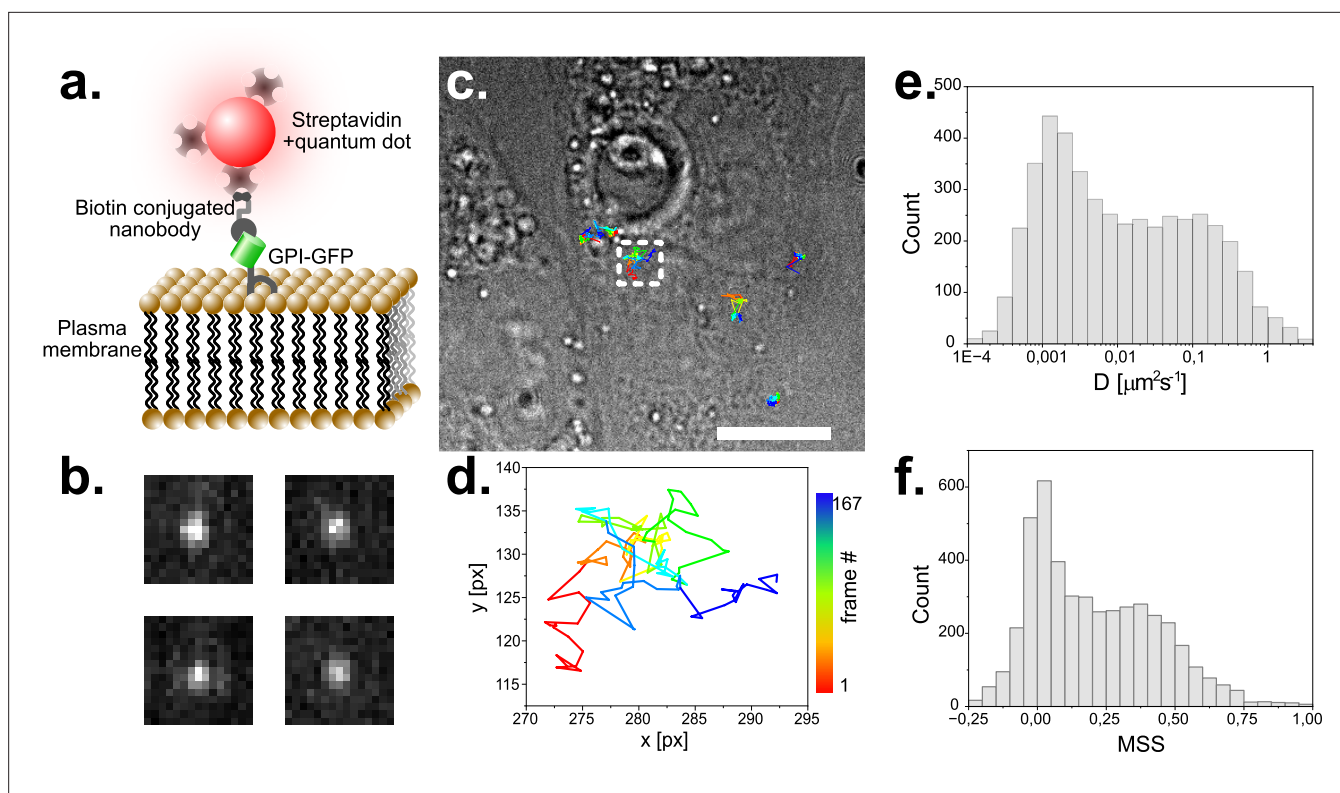 a.
Streptavidin
+quantum dot
Biotin conjugated
nanobody
GPI-GFP
Plasma
membrane
b.
c.
d.
140
135
130
125
120
115
270
275
280
285
290
295
y [px]
x [px]
167
frame #
1
e.
500
400
300
200
100
0
Count
1E−4
0,001
0,01
0,1
1
D [μm²s⁻¹]
f.
600
400
200
0
Count
-0,25
0,00
0,25
0,50
0,75
1,00
MSS